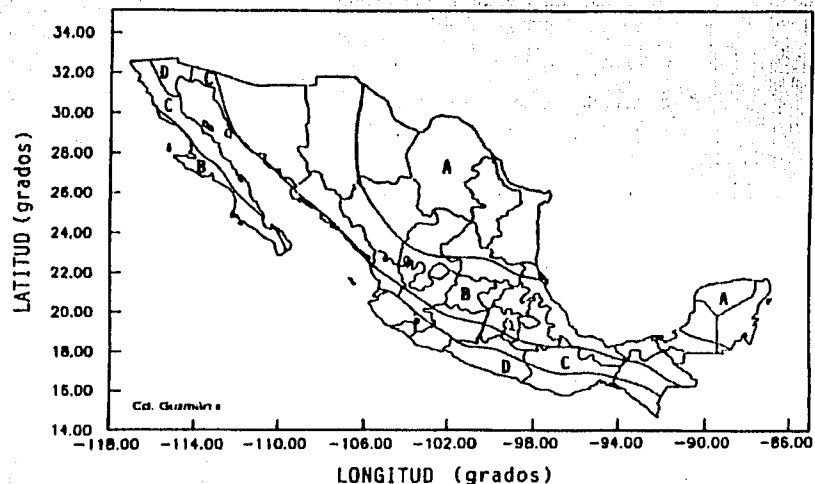 34.00
32.00
30.00
28.00
26.00
24.00
22.00
20.00
18.00
16.00
14.00
LATITUD (grados)
D
C
C
B
A
B
A
C
D
Cd. Guzmán
-118.00 -114.00 -110.00 -106.00 -102.00 -98.00 -94.00 -90.00 -86.00
LONGITUD (grados)